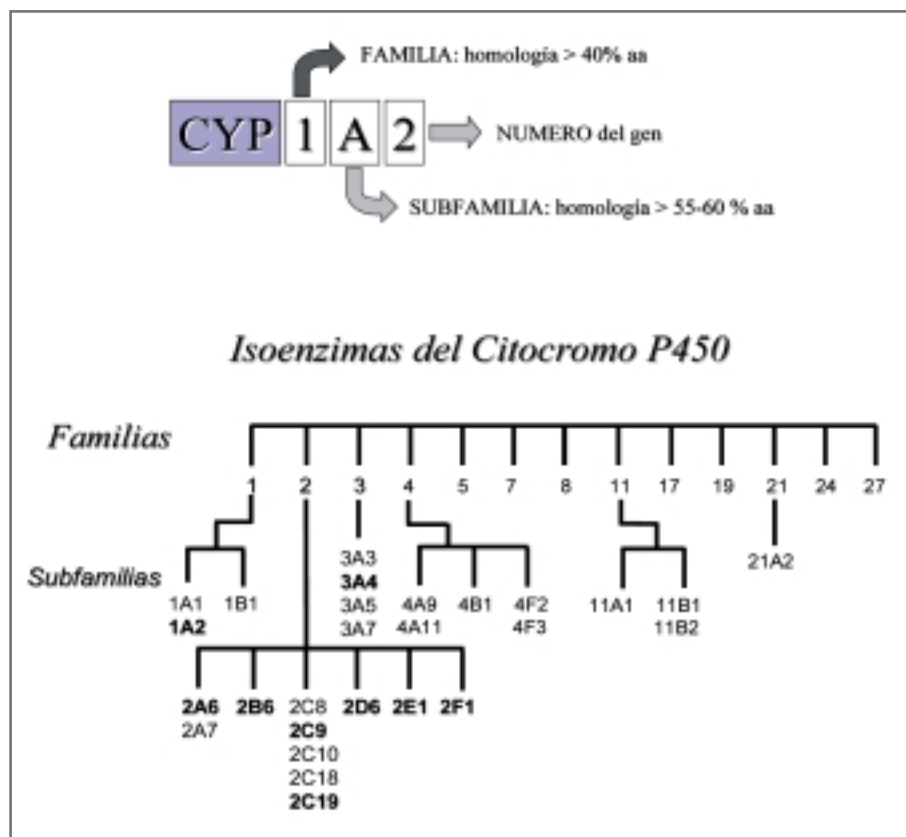 FAMILIA: homología > 40% aa
CYP 1 A 2
NUMERO del gen
SUBFAMILIA: homología > 55-60 % aa
Isoenzimas del Citocromo P450
Familias
1 2 3 4 5 7 8 11 17 19 21 24 27
Subfamilias
3A3
21A2
3A4
1A1 1B1 3A5 4A9 4B1 4F2 11A1 11B1
1A2 3A7 4A11 4F3 11B2
2A6 2B6 2C8 2D6 2E1 2F1
2A7 2C9
2C10
2C18
2C19